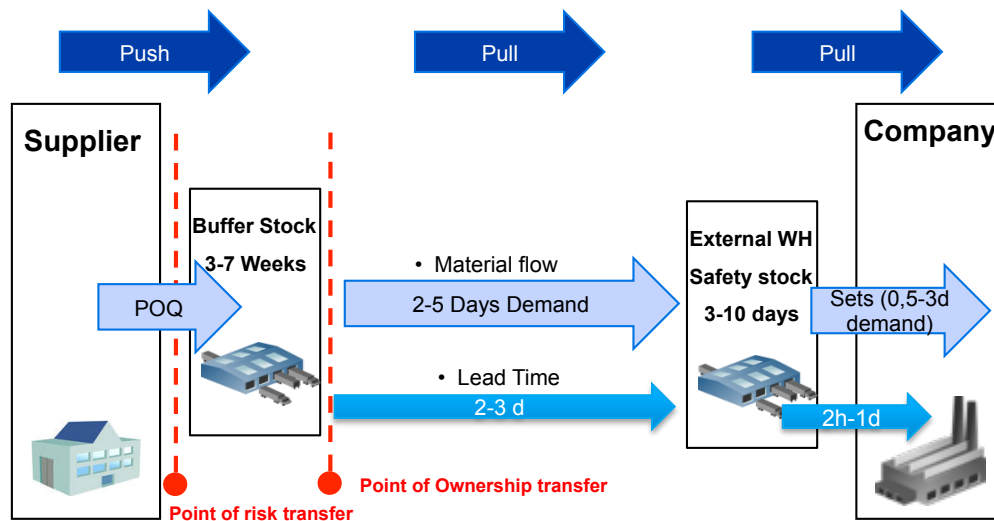 Push
Pull
Pull
Supplier
Company
Buffer Stock
3-7 Weeks
External WH
Safety stock
3-10 days
• Material flow
POQ
2-5 Days Demand
Sets (0,5-3d
demand)
• Lead Time
2-3 d
2h-1d
Point of Ownership transfer
Point of risk transfer